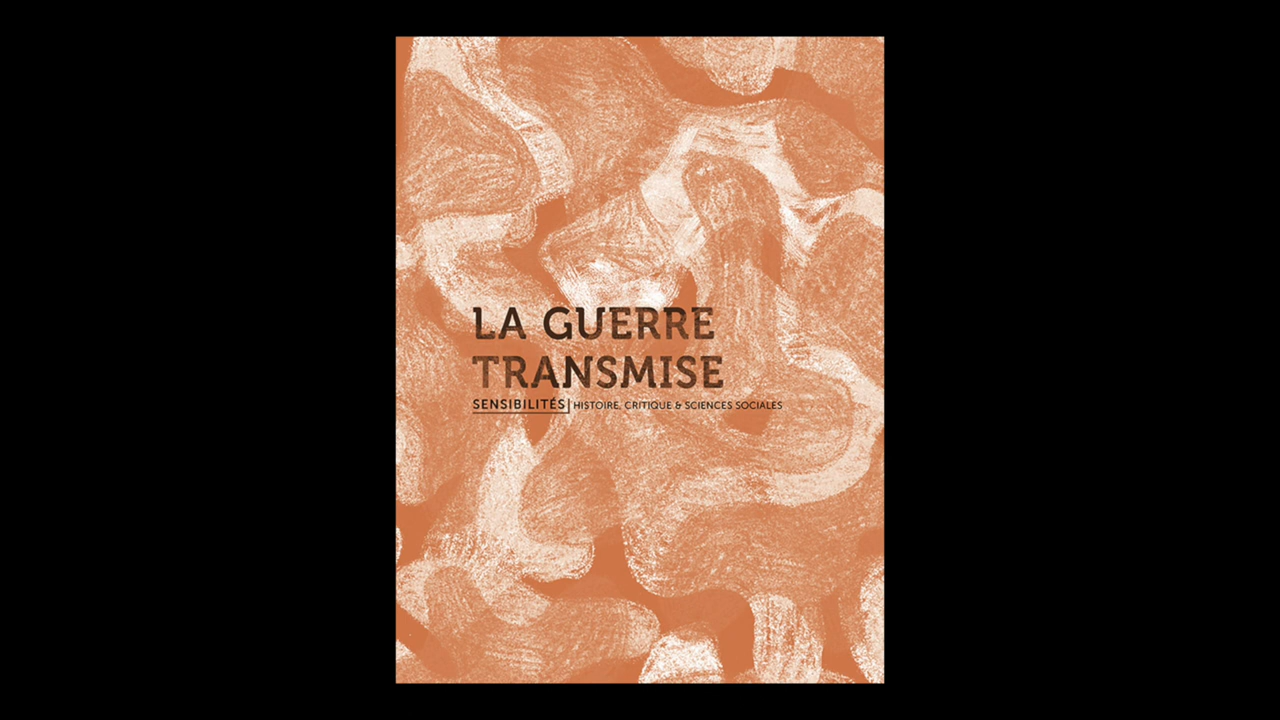 LA GUERRE
TRANSMISE
SENSIBILITÉS HISTOIRE, CRITIQUE & SCIENCES SOCIALES